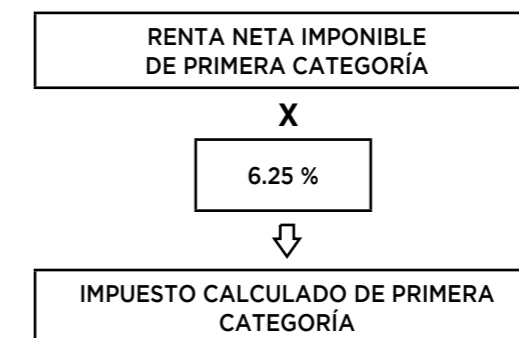 RENTA NETA IMPONIBLE
DE PRIMERA CATEGORÍA
X
6.25 %
IMPUESTO CALCULADO DE PRIMERA
CATEGORÍA